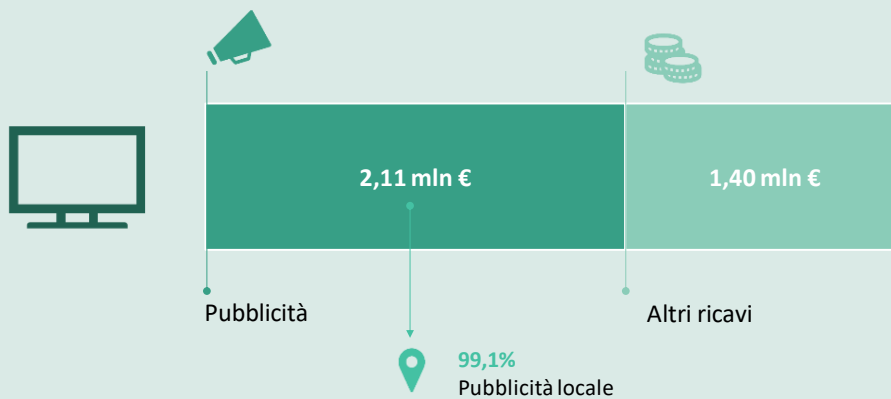 2,11 mln €
1,40 mln €
Pubblicità
Altri ricavi
99,1%
Pubblicità locale